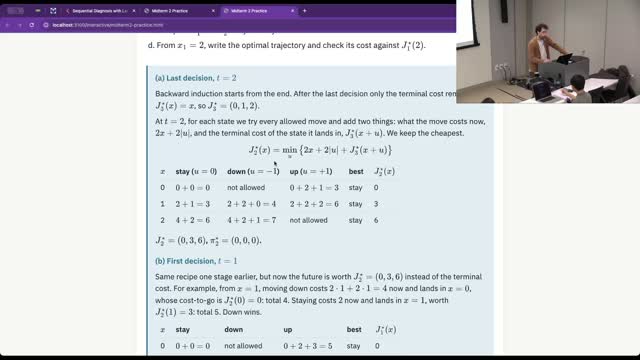 Sequential Diagnosis with La
Midterm 2 Practice
Midterm 2 Practice
localhost:5100/interactive/midterm2-practice.html
d. From x₁ = 2, write the optimal trajectory and check its cost against J₁*(2).
(a) Last decision, t = 2
Backward induction starts from the end. After the last decision only the terminal cost rem
J₃*(x) = x, so J₃* = (0, 1, 2).
At t = 2, for each state we try every allowed move and add two things: what the move costs now,
2x + 2|u|, and the terminal cost of the state it lands in, J₃*(x + u). We keep the cheapest.
J₂*(x) = min {2x + 2|u| + J₃*(x + u)}
u
x stay (u = 0) down (u = −1) up (u = +1) best J₂*(x)
0 0 + 0 = 0 not allowed 0 + 2 + 1 = 3 stay 0
1 2 + 1 = 3 2 + 2 + 0 = 4 2 + 2 + 2 = 6 stay 3
2 4 + 2 = 6 4 + 2 + 1 = 7 not allowed stay 6
J₂* = (0, 3, 6), π₂* = (0, 0, 0).
(b) First decision, t = 1
Same recipe one stage earlier, but now the future is worth J₂* = (0, 3, 6) instead of the terminal
cost. For example, from x = 1, moving down costs 2 · 1 + 2 · 1 = 4 now and lands in x = 0,
whose cost-to-go is J₂*(0) = 0: total 4. Staying costs 2 now and lands in x = 1, worth
J₂*(1) = 3: total 5. Down wins.
x stay down up best J₁*(x)
0 0 + 0 = 0 not allowed 0 + 2 + 3 = 5 stay 0